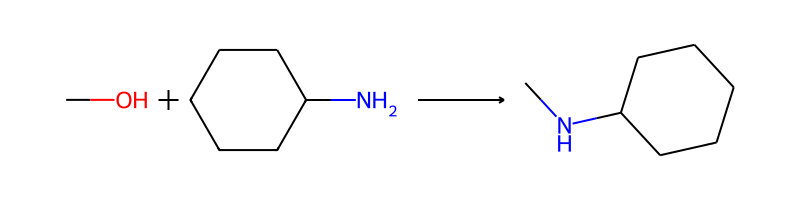 OH + NH₂
N
H